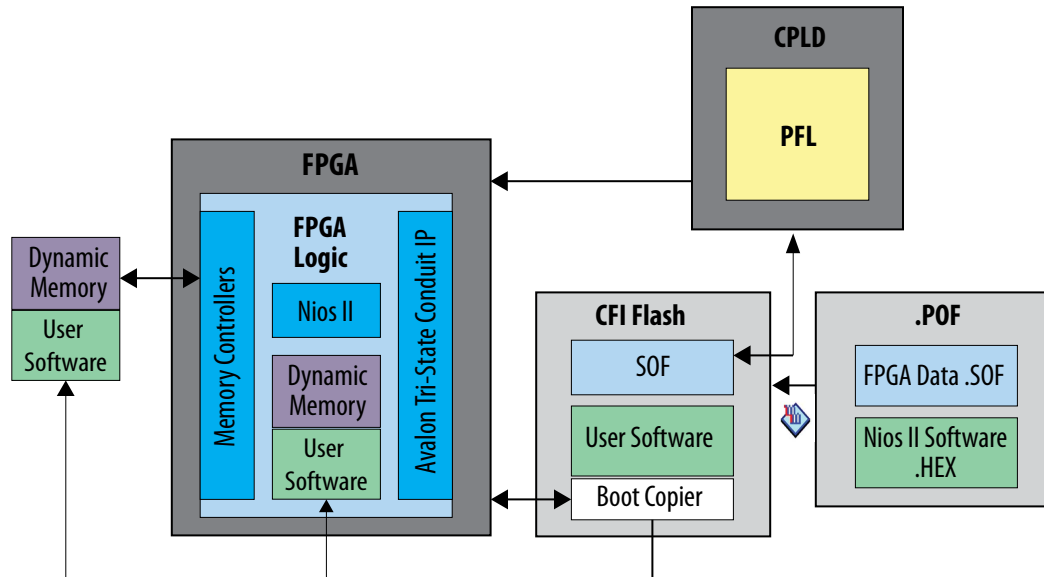 CPLD
PFL
FPGA
FPGA
Logic
Memory Controllers
Avalon Tri-State Conduit IP
Nios II
Dynamic
Memory
User
Software
Dynamic
Memory
User
Software
CFI Flash
SOF
User Software
Boot Copier
.POF
FPGA Data .SOF
Nios II Software
.HEX